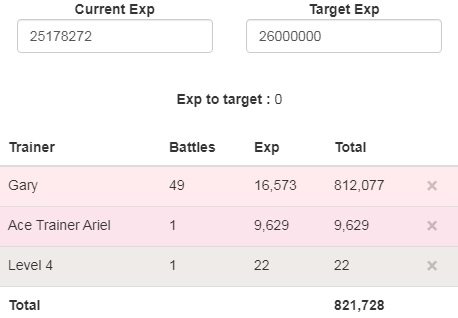 Current Exp Target Exp
25178272 26000000
Exp to target : 0
Trainer Battles Exp Total
Gary 49 16,573 812,077 ×
Ace Trainer Ariel 1 9,629 9,629 ×
Level 4 1 22 22 ×
Total 821,728